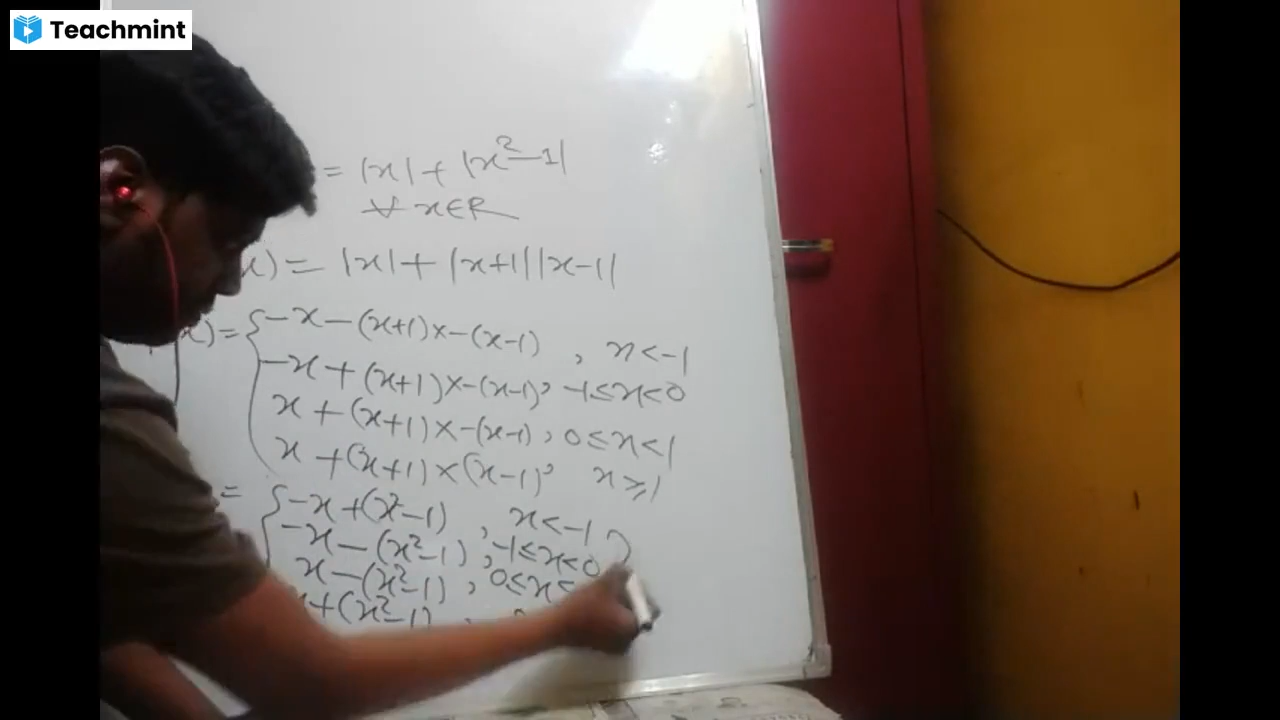 Teachmint
= |x| + |x²-1|
∀ x∈R
x) = |x| + |x+1||x-1|
x) = { -x - (x+1) × -(x-1) , x < -1
-x + (x+1) × -(x-1), -1 ≤ x < 0
x + (x+1) × -(x-1), 0 ≤ x < 1
x + (x+1) × (x-1), x ≥ 1
= { -x + (x²-1) , x < -1
-x - (x²-1) , -1 ≤ x < 0
x - (x²-1) , 0 ≤ x <
+ (x²-1) ,